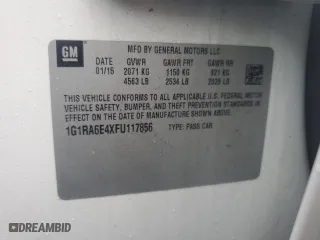 GM
MFD BY GENERAL MOTORS LLC
DATE GVWR GAWR FRT GAWR RR
01/15 2071 KG 1150 KG 921 KG
4563 LB 2534 LB 2029 LB
THIS VEHICLE CONFORMS TO ALL APPLICABLE U.S. FEDERAL MOTOR
VEHICLE SAFETY, BUMPER, AND THEFT PREVENTION STANDARDS
IN EFFECT ON THE DATE OF MANUFACTURE SHOWN ABOVE.
1G1RA6E4XFU117856 TYPE: PASS CAR